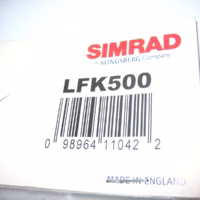 SIMRAD
A KONGSBERG Company
LFK500
0 98964 11042 2
MADE IN ENGLAND